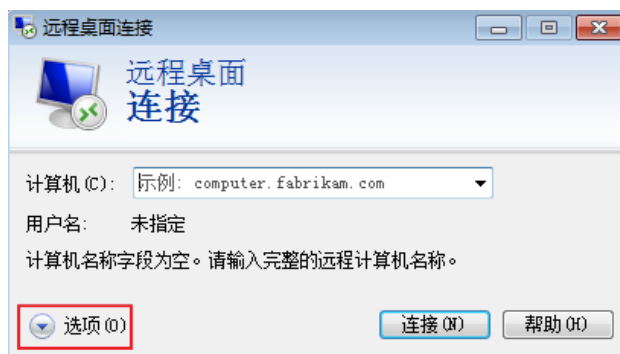 远程桌面连接
远程桌面
连接
计算机(C): 示例: computer.fabrikam.com
用户名: 未指定
计算机名称字段为空。请输入完整的远程计算机名称。
选项(O) 连接(N) 帮助(H)